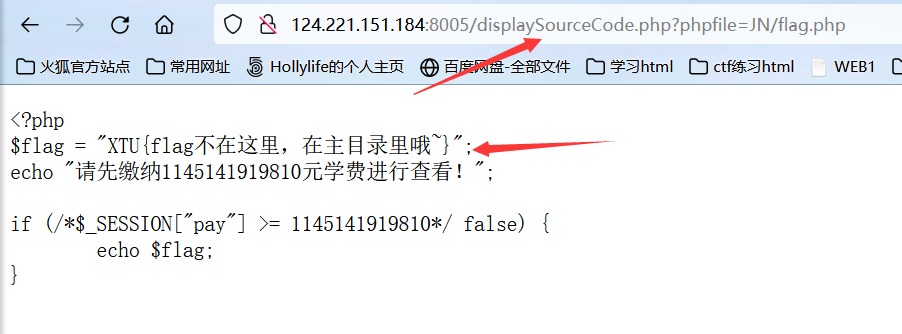 124.221.151.184:8005/displaySourceCode.php?phpfile=JN/flag.php
火狐官方站点 常用网址 Hollylife的个人主页 百度网盘-全部文件 学习html ctf练习html WEB1
<?php
$flag = "XTU{flag不在这里，在主目录里哦~}";
echo "请先缴纳1145141919810元学费进行查看！";
if (/*$_SESSION["pay"] >= 1145141919810*/ false) {
echo $flag;
}